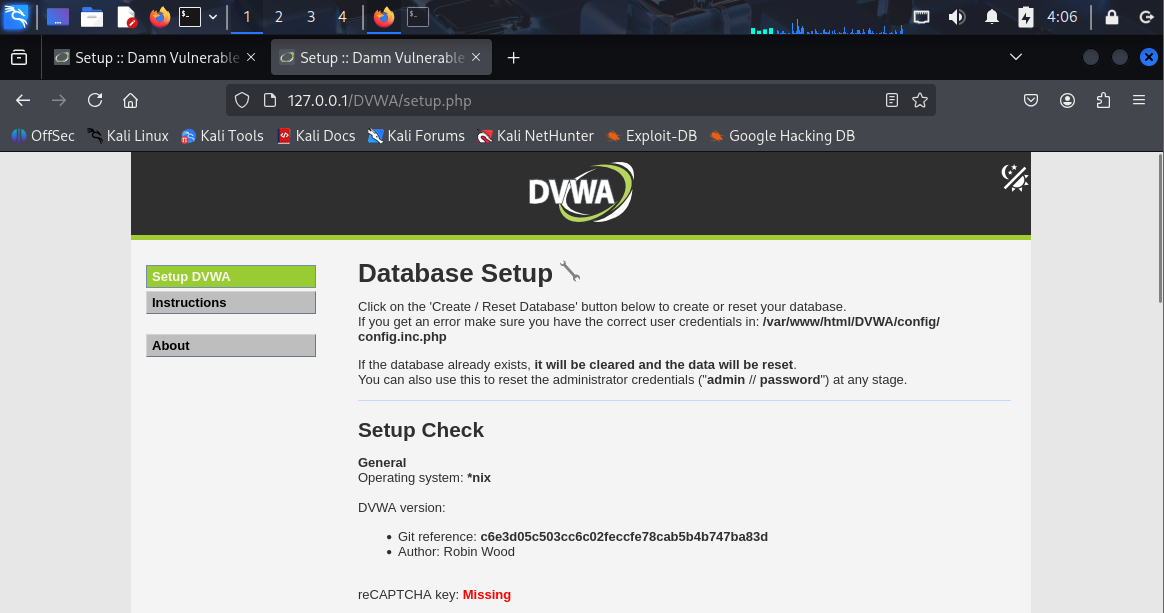 1 2 3 4 4:06
Setup :: Damn Vulnerable Setup :: Damn Vulnerable
127.0.0.1/DVWA/setup.php
OffSec Kali Linux Kali Tools Kali Docs Kali Forums Kali NetHunter Exploit-DB Google Hacking DB
DVWA
Setup DVWA
Instructions
About
Database Setup
Click on the 'Create / Reset Database' button below to create or reset your database.
If you get an error make sure you have the correct user credentials in: /var/www/html/DVWA/config/
config.inc.php
If the database already exists, it will be cleared and the data will be reset.
You can also use this to reset the administrator credentials ("admin // password") at any stage.
Setup Check
General
Operating system: *nix
DVWA version:
Git reference: c6e3d05c503cc6c02feccfe78cab5b4b747ba83d
Author: Robin Wood
reCAPTCHA key: Missing